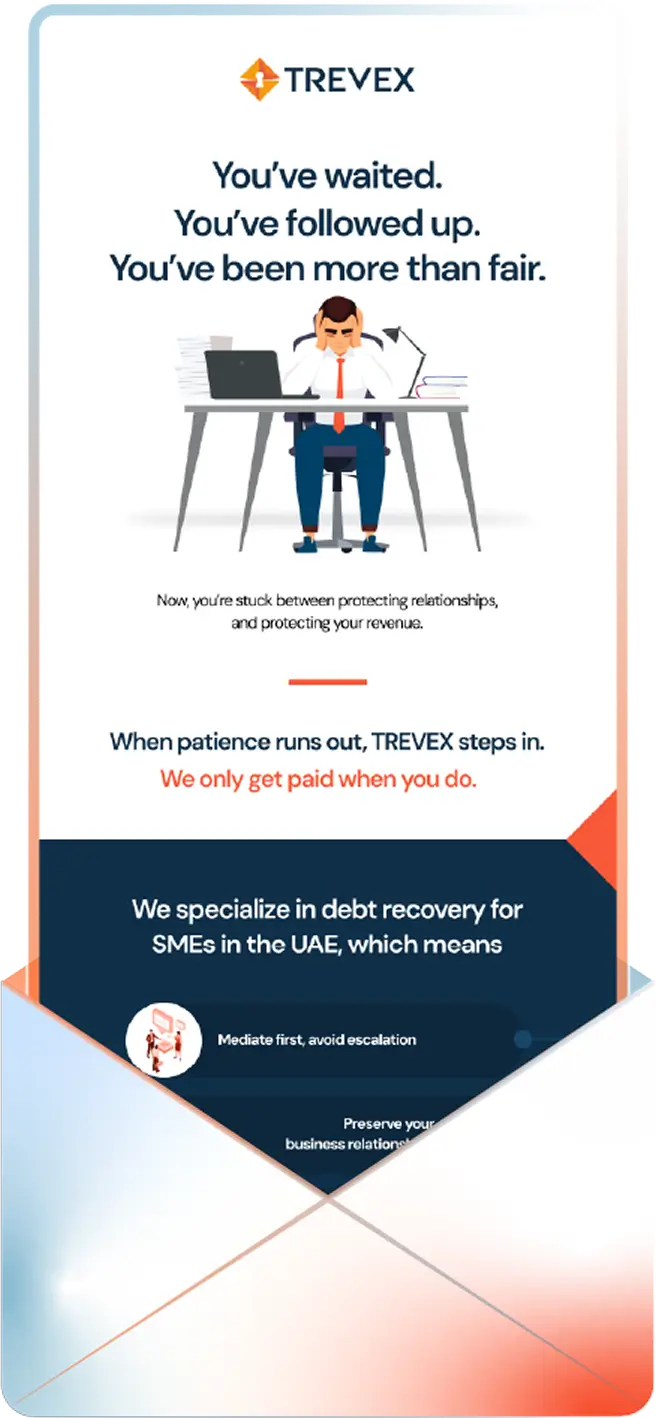 TREVEX
You’ve waited.
You’ve followed up.
You’ve been more than fair.
Now, you’re stuck between protecting relationships,
and protecting your revenue.
When patience runs out, TREVEX steps in.
We only get paid when you do.
We specialize in debt recovery for
SMEs in the UAE, which means
Mediate first, avoid escalation
Preserve your
business